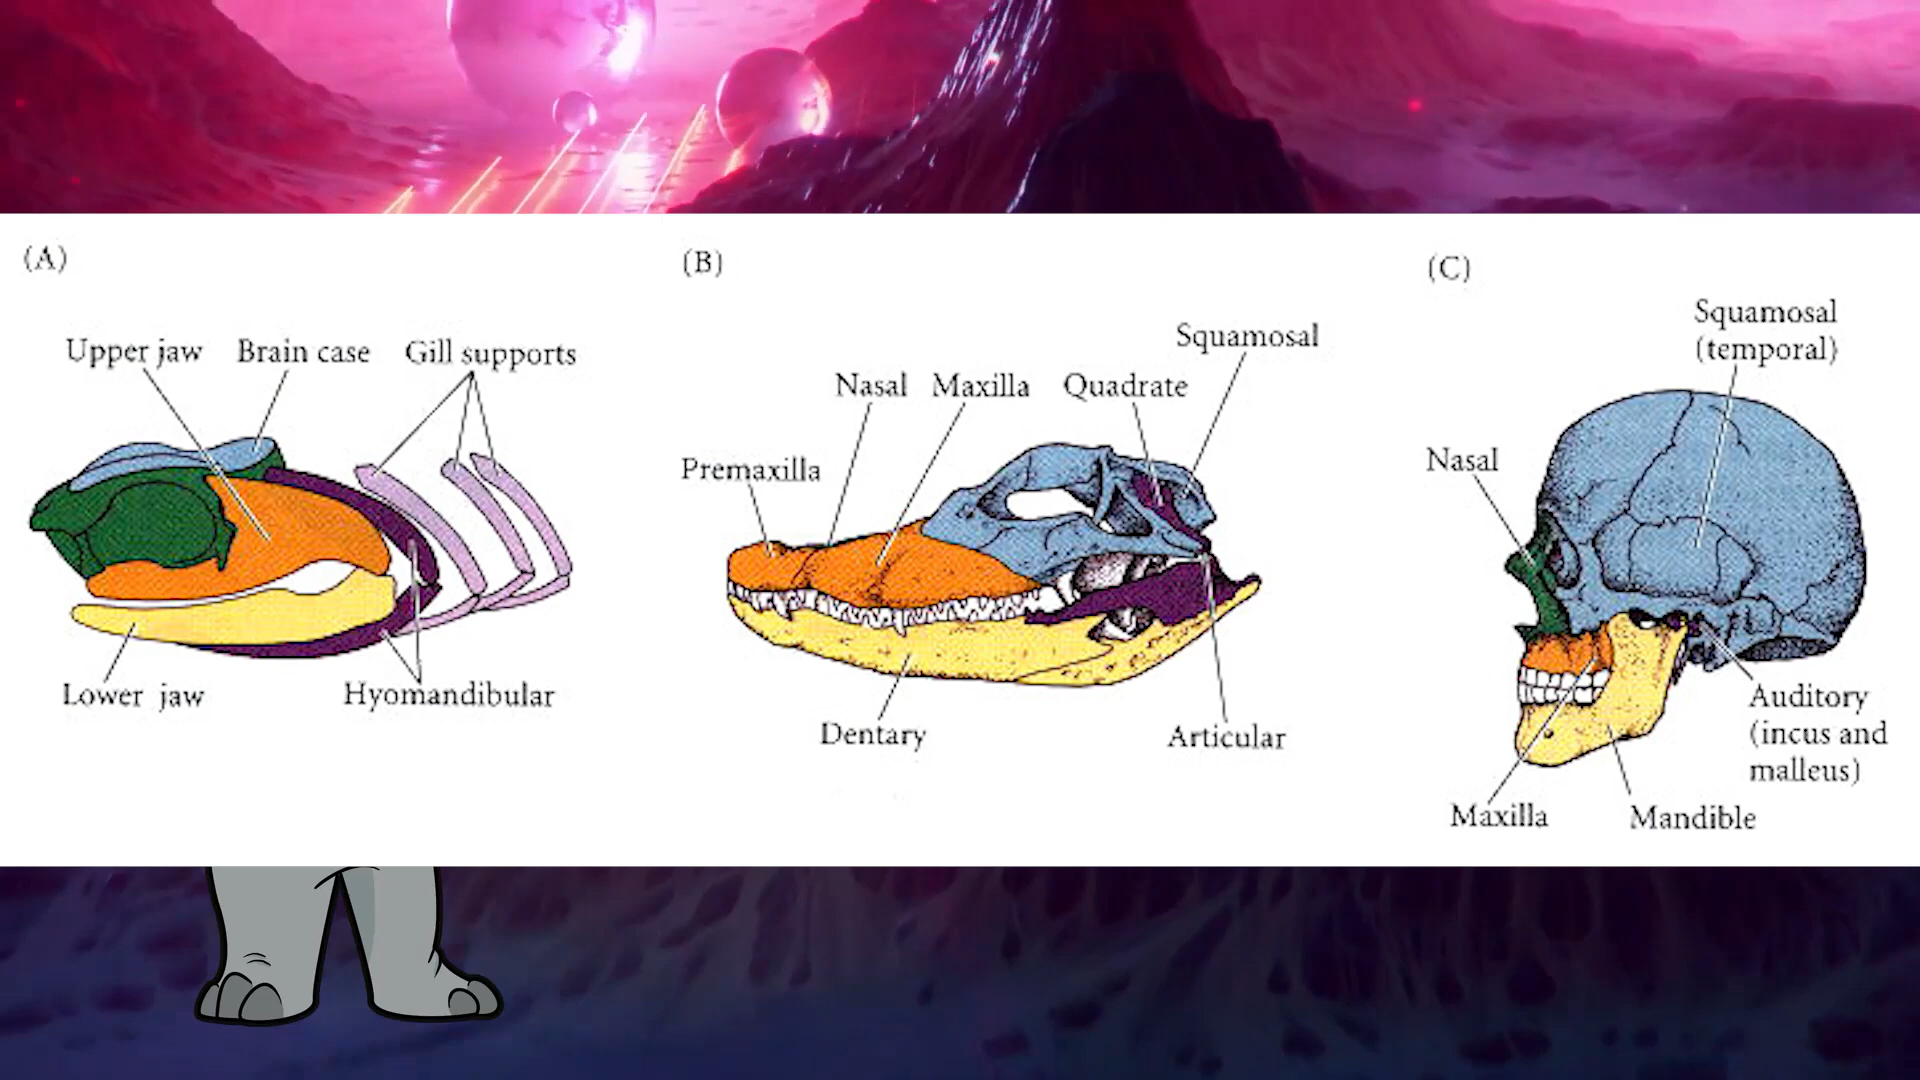 (A)
Upper jaw
Brain case
Gill supports
Lower jaw
Hyomandibular
(B)
Squamosal
Nasal
Maxilla
Quadrate
Premaxilla
Dentary
Articular
(C)
Squamosal
(temporal)
Nasal
Auditory
(incus and
malleus)
Maxilla
Mandible